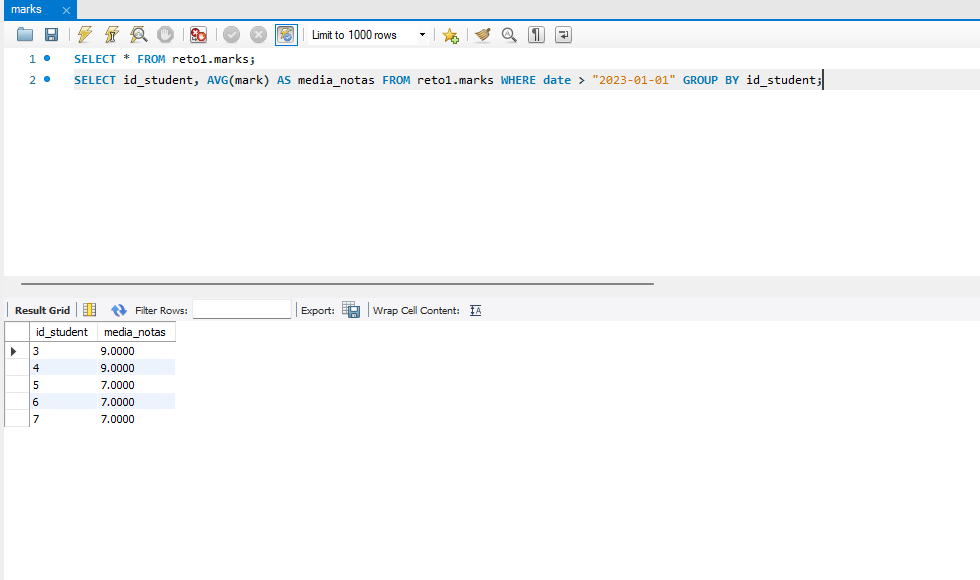 marks
Limit to 1000 rows
1 SELECT * FROM reto1.marks;
2 SELECT id_student, AVG(mark) AS media_notas FROM reto1.marks WHERE date > "2023-01-01" GROUP BY id_student;
Result Grid Filter Rows: Export: Wrap Cell Content:
id_student media_notas
3 9.0000
4 9.0000
5 7.0000
6 7.0000
7 7.0000